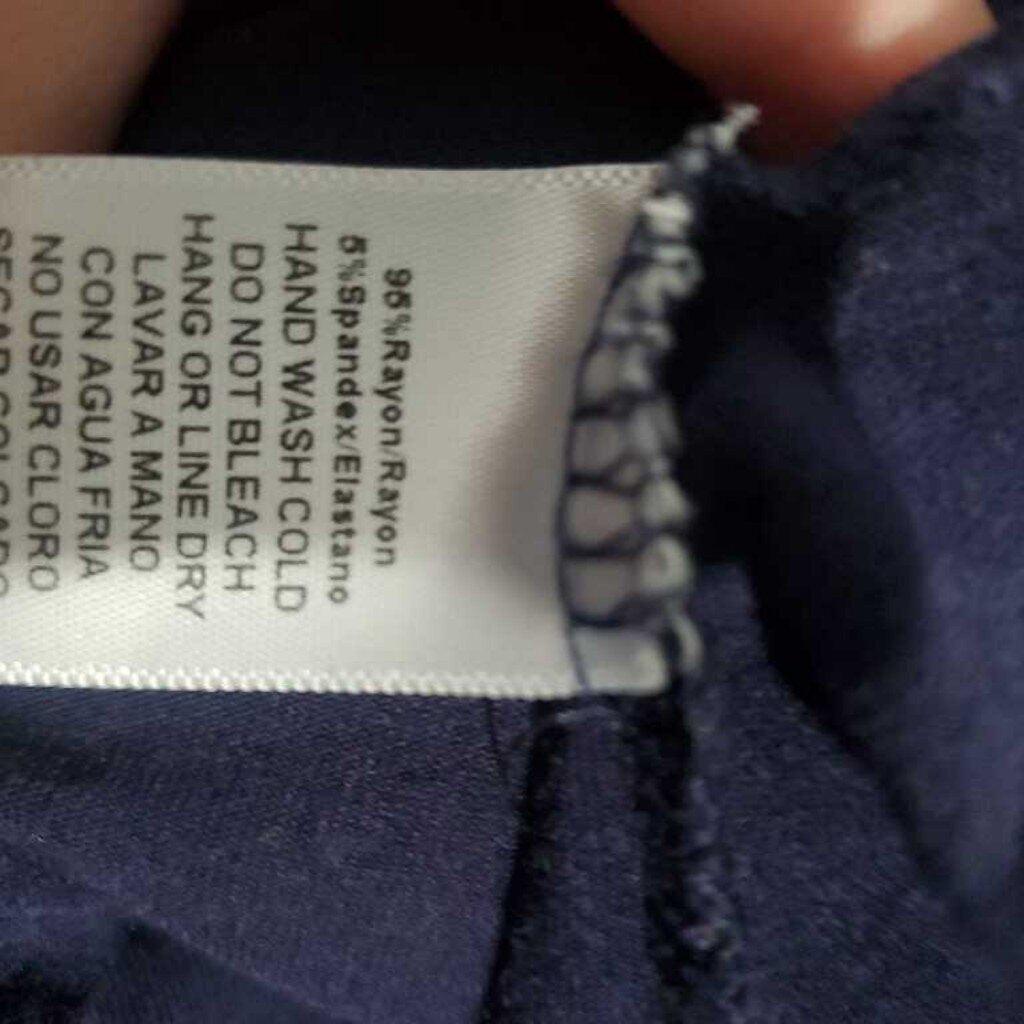 95%Rayon/Rayon
5%Spandex/Elastano
HAND WASH COLD
DO NOT BLEACH
HANG OR LINE DRY
LAVAR A MANO
CON AGUA FRIA
NO USAR CLORO